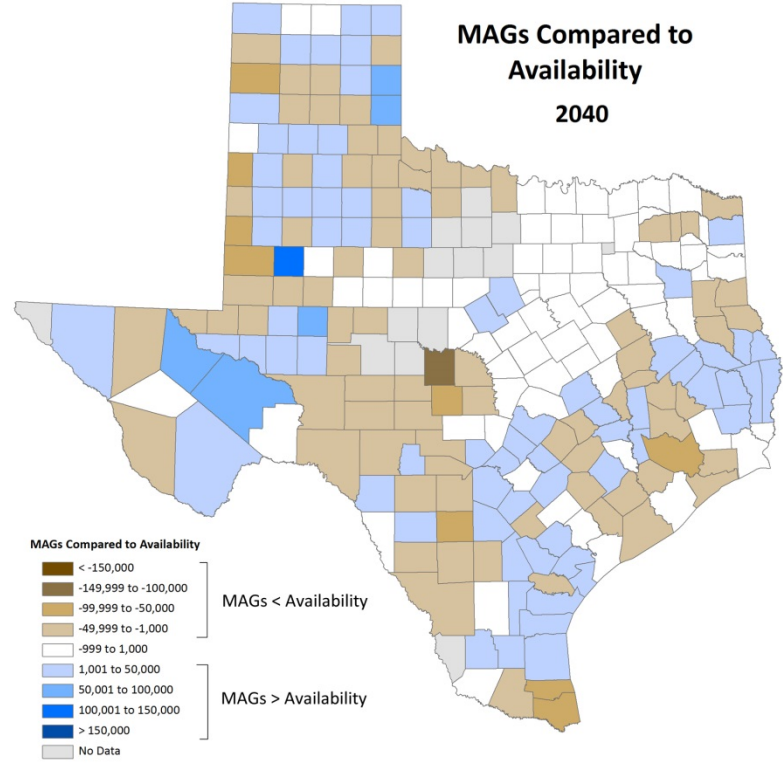 MAGs Compared to
Availability
2040
MAGs Compared to Availability
< -150,000
-149,999 to -100,000
-99,999 to -50,000
-49,999 to -1,000
-999 to 1,000
1,001 to 50,000
50,001 to 100,000
100,001 to 150,000
> 150,000
No Data
MAGs < Availability
MAGs > Availability